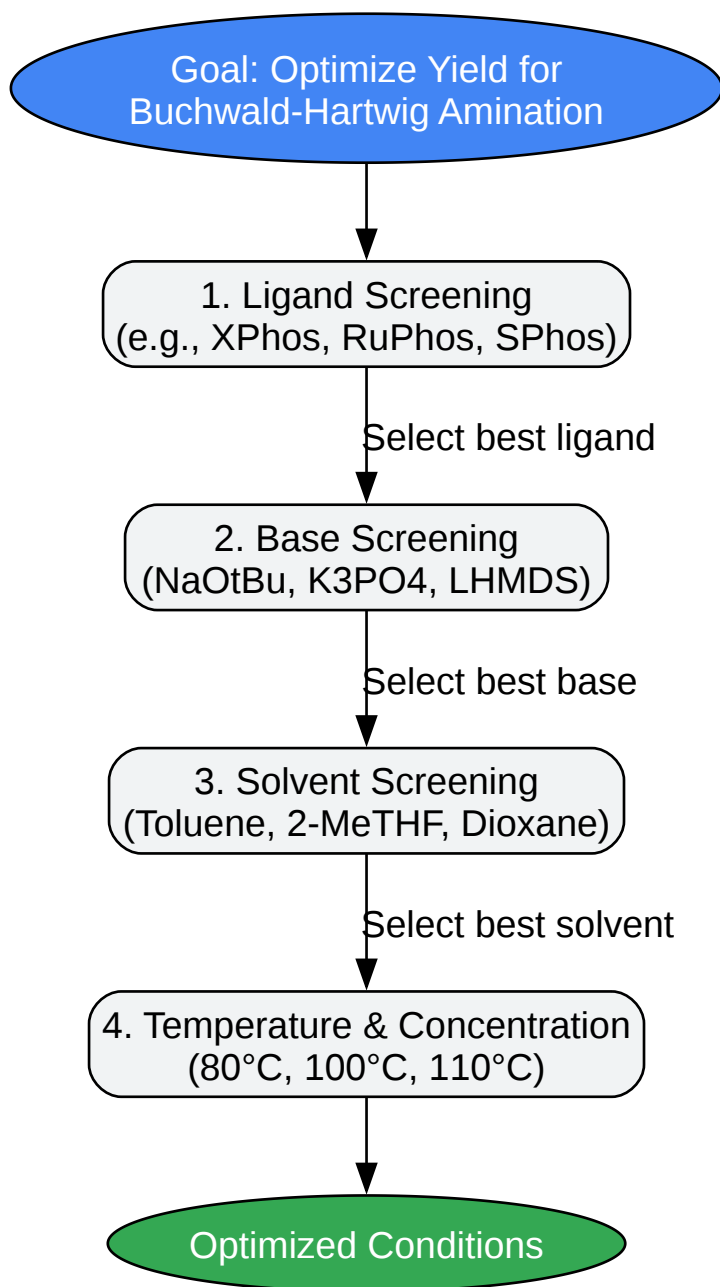 Goal: Optimize Yield for
Buchwald-Hartwig Amination
1. Ligand Screening
(e.g., XPhos, RuPhos, SPhos)
Select best ligand
2. Base Screening
(NaOtBu, K3PO4, LHMDS)
Select best base
3. Solvent Screening
(Toluene, 2-MeTHF, Dioxane)
Select best solvent
4. Temperature & Concentration
(80°C, 100°C, 110°C)
Optimized Conditions